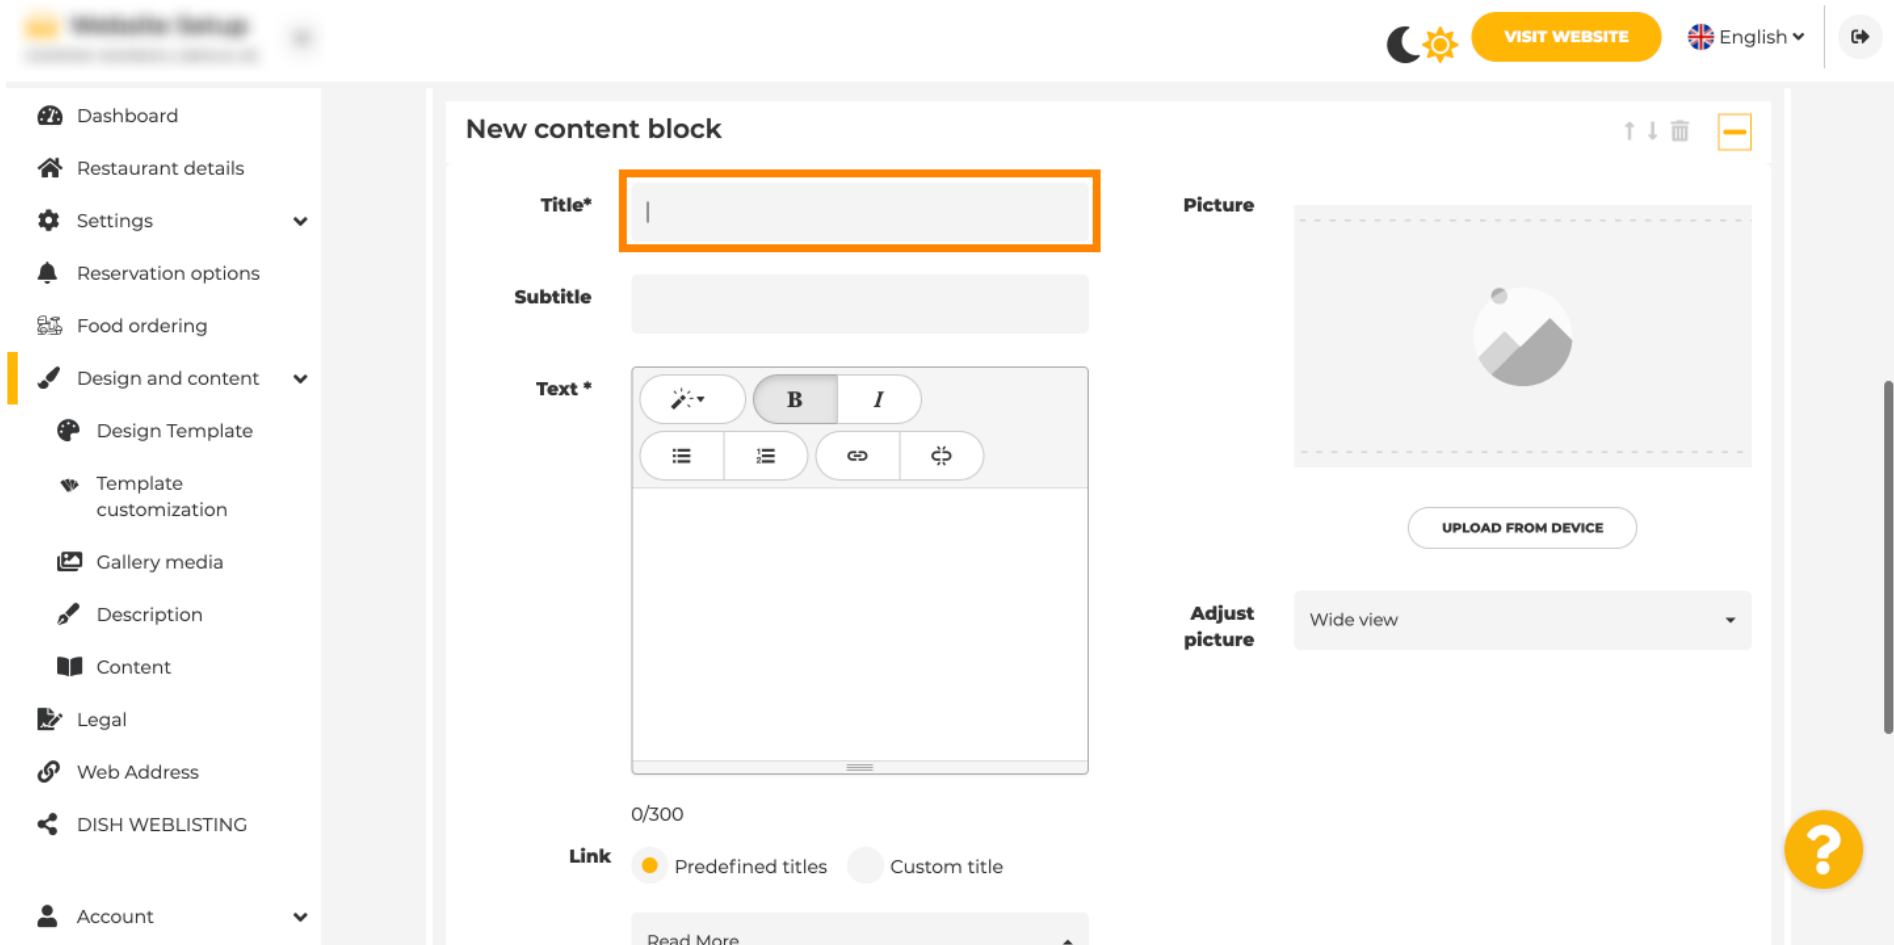 Website Setup
VISIT WEBSITE
English
Dashboard
Restaurant details
Settings
Reservation options
Food ordering
Design and content
Design Template
Template
customization
Gallery media
Description
Content
Legal
Web Address
DISH WEBLISTING
Account
New content block
Title*
Subtitle
Text *
B I
0/300
Link
Predefined titles
Custom title
Read More
Picture
UPLOAD FROM DEVICE
Adjust
picture
Wide view
?